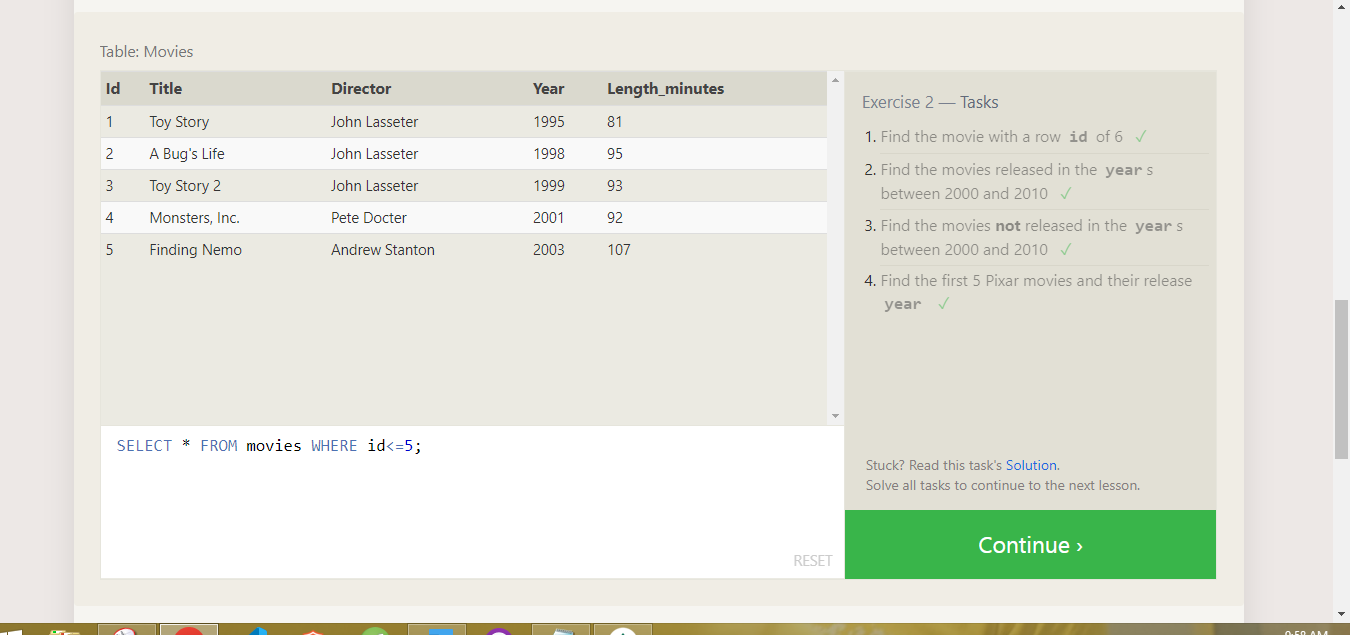 Table: Movies
Id Title Director Year Length_minutes
1 Toy Story John Lasseter 1995 81
2 A Bug's Life John Lasseter 1998 95
3 Toy Story 2 John Lasseter 1999 93
4 Monsters, Inc. Pete Docter 2001 92
5 Finding Nemo Andrew Stanton 2003 107
SELECT * FROM movies WHERE id<=5;
RESET
Exercise 2 — Tasks
1. Find the movie with a row id of 6 ✓
2. Find the movies released in the year s
between 2000 and 2010 ✓
3. Find the movies not released in the year s
between 2000 and 2010 ✓
4. Find the first 5 Pixar movies and their release
year ✓
Stuck? Read this task's Solution.
Solve all tasks to continue to the next lesson.
Continue ›